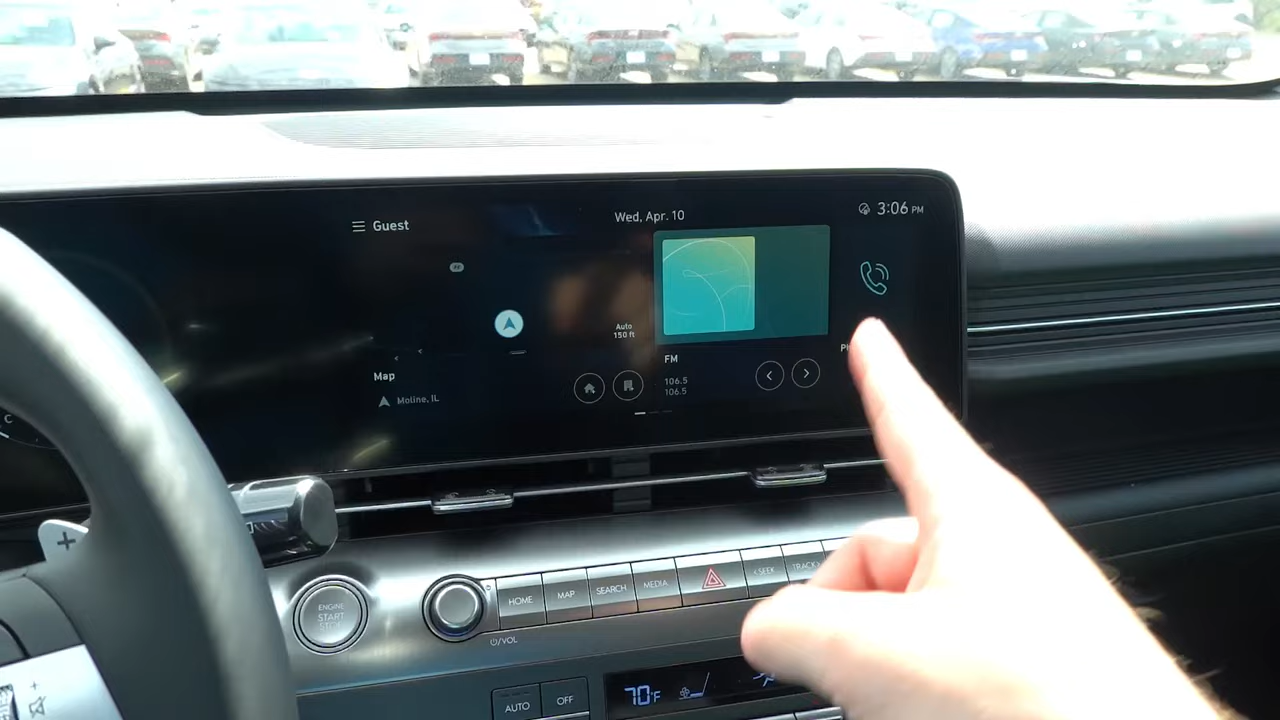 Guest
Wed, Apr. 10
3:06 PM
Auto
150 ft
Map
Moline, IL
FM
106.5
106.5
C
+
ENGINE
START
HOME
MAP
SEARCH
MEDIA
<SEEK
TRACK>
/VOL
AUTO
OFF
70°F
+